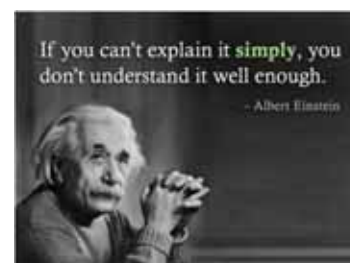 If you can't explain it simply, you
don't understand it well enough.
- Albert Einstein